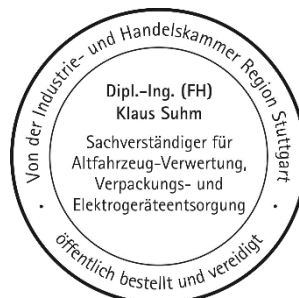 Von der Industrie- und Handelskammer Region Stuttgart
Dipl.-Ing. (FH)
Klaus Suhm
Sachverständiger für
Altfahrzeug-Verwertung,
Verpackungs- und
Elektrogeräteentsorgung
· öffentlich bestellt und vereidigt ·